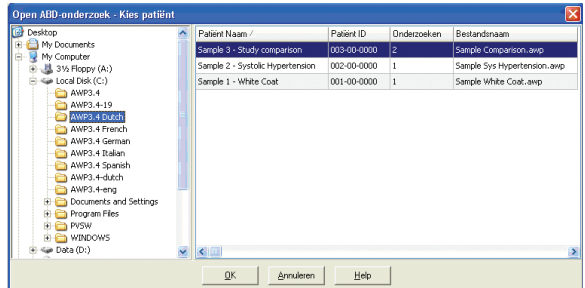 Open ABD-onderzoek - Kies patiënt
Desktop
My Documents
My Computer
3½ Floppy (A:)
Local Disk (C:)
AWP3.4
AWP3.4-19
AWP3.4 Dutch
AWP3.4 French
AWP3.4 German
AWP3.4 Italian
AWP3.4 Spanish
AWP3.4-dutch
AWP3.4-eng
Documents and Settings
Program Files
PVSW
WINDOWS
Data (D:)
Patiënt Naam / Patiënt ID Onderzoeken Bestandsnaam
Sample 3 - Study comparison 003-00-0000 2 Sample Comparison.awp
Sample 2 - Systolic Hypertension 002-00-0000 1 Sample Sys Hypertension.awp
Sample 1 - White Coat 001-00-0000 1 Sample White Coat.awp
OK Annuleren Help